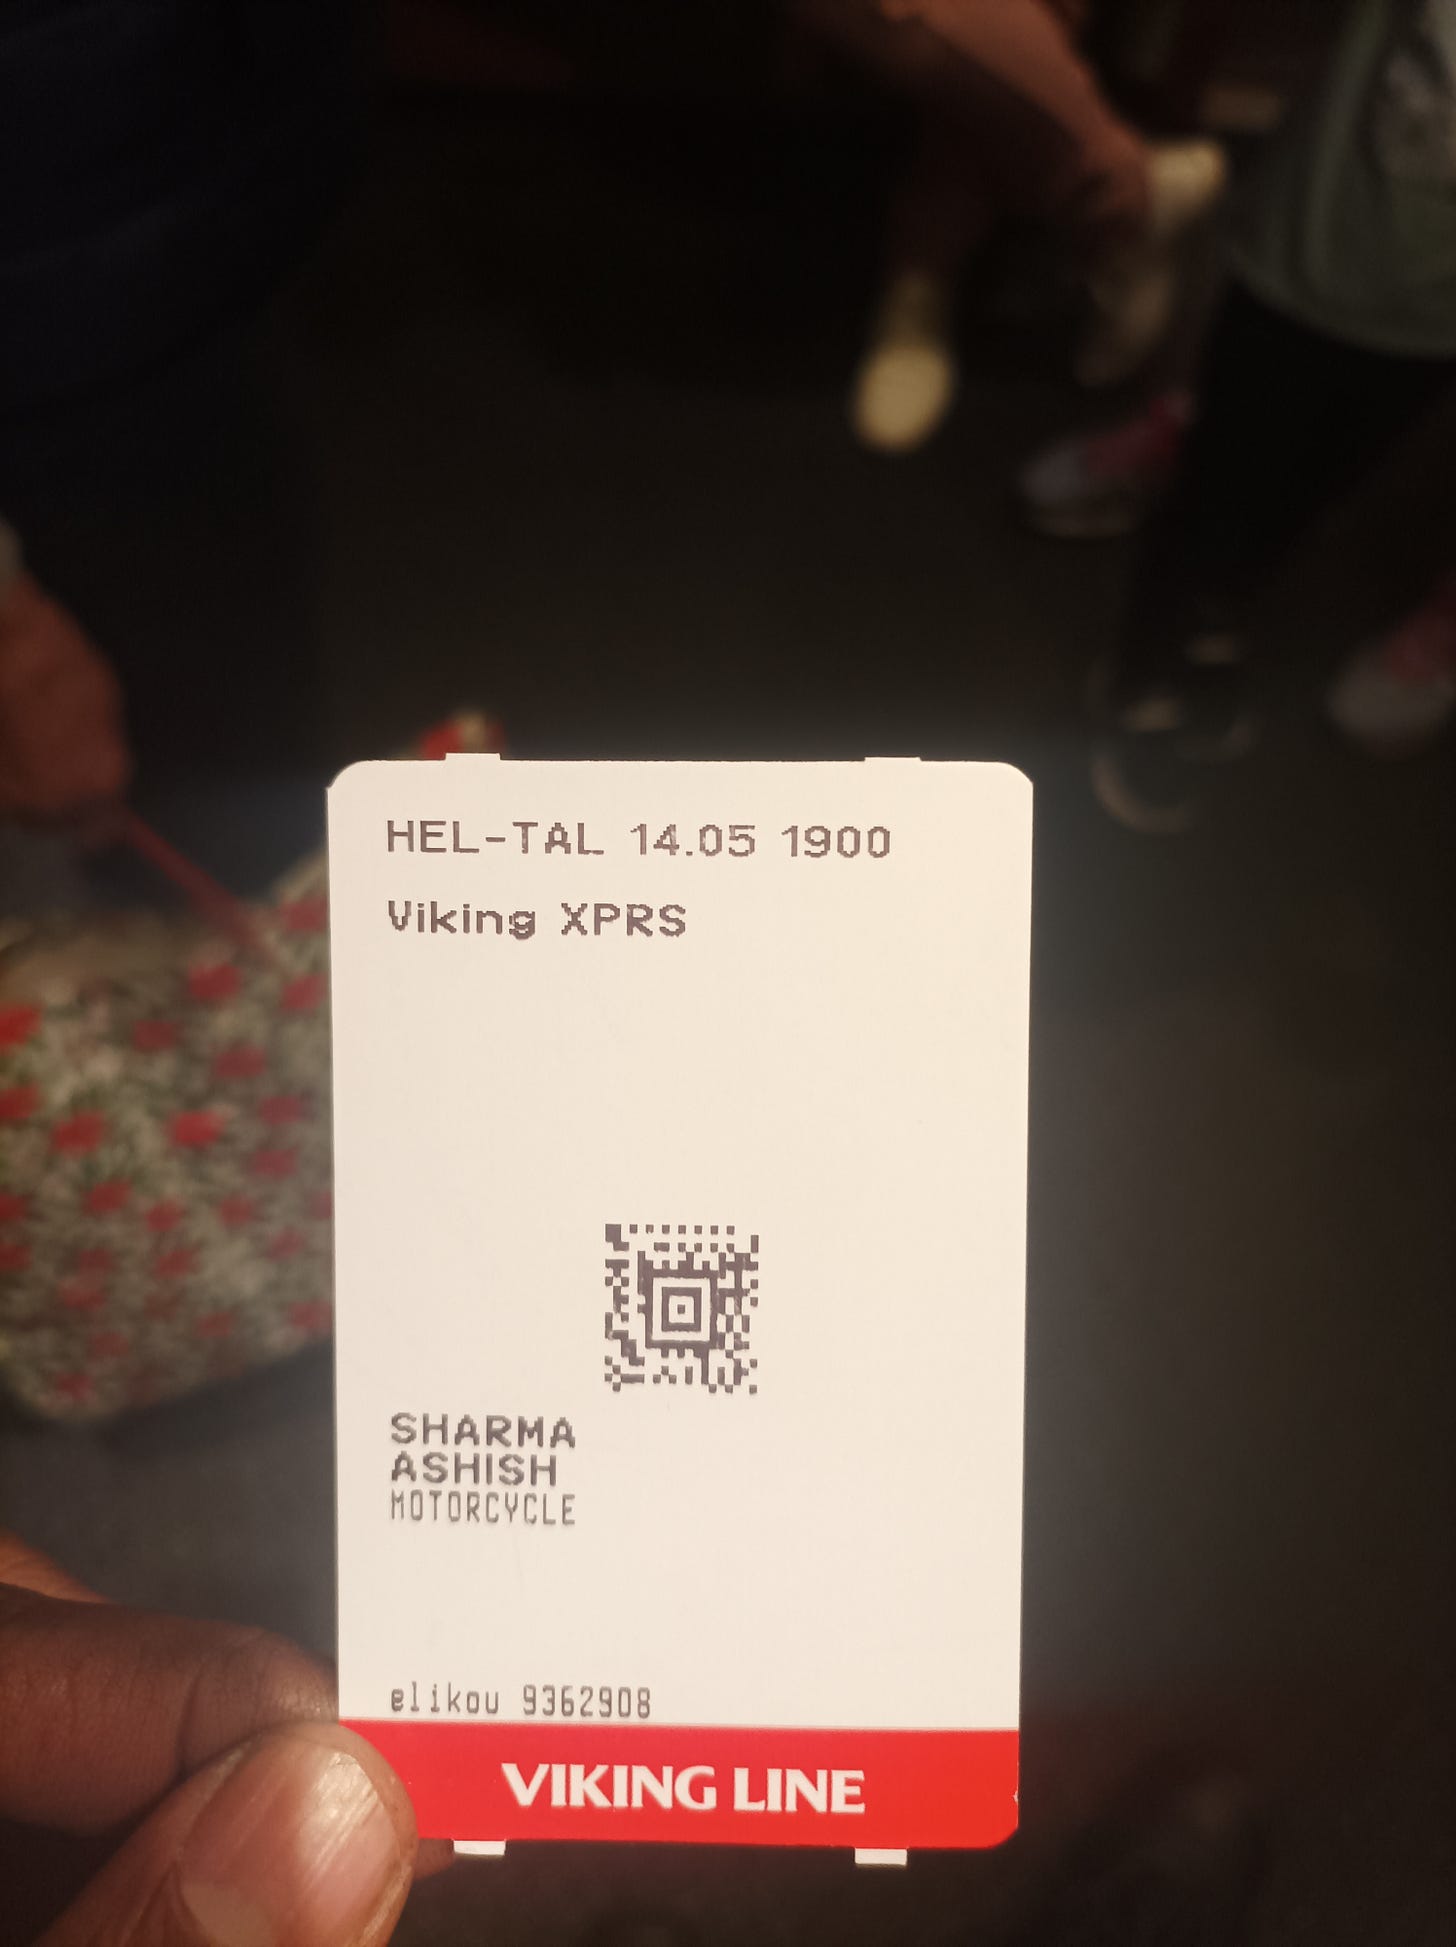 HEL-TAL 14.05 1900
Viking XPRS
SHARMA
ASHISH
MOTORCYCLE
elikou 9362908
VIKING LINE